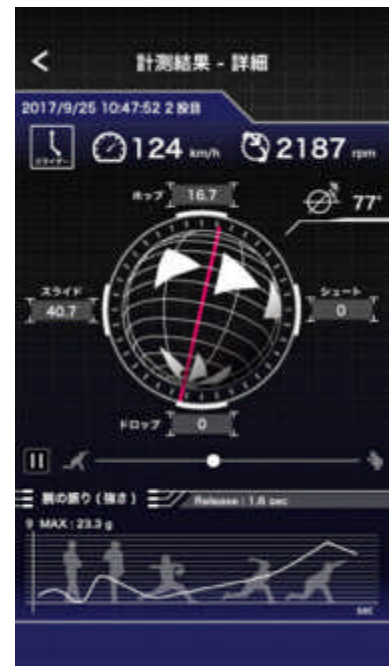 計測結果 - 詳細
2017/9/25 10:47:52 2 投目
スライダー
124 km/h
2187 rpm
ホップ
16.7
77°
スライド
40.7
シュート
0
ドロップ
0
腕の振り（強さ）
Release : 1.6 sec
g MAX : 23.3 g
sec